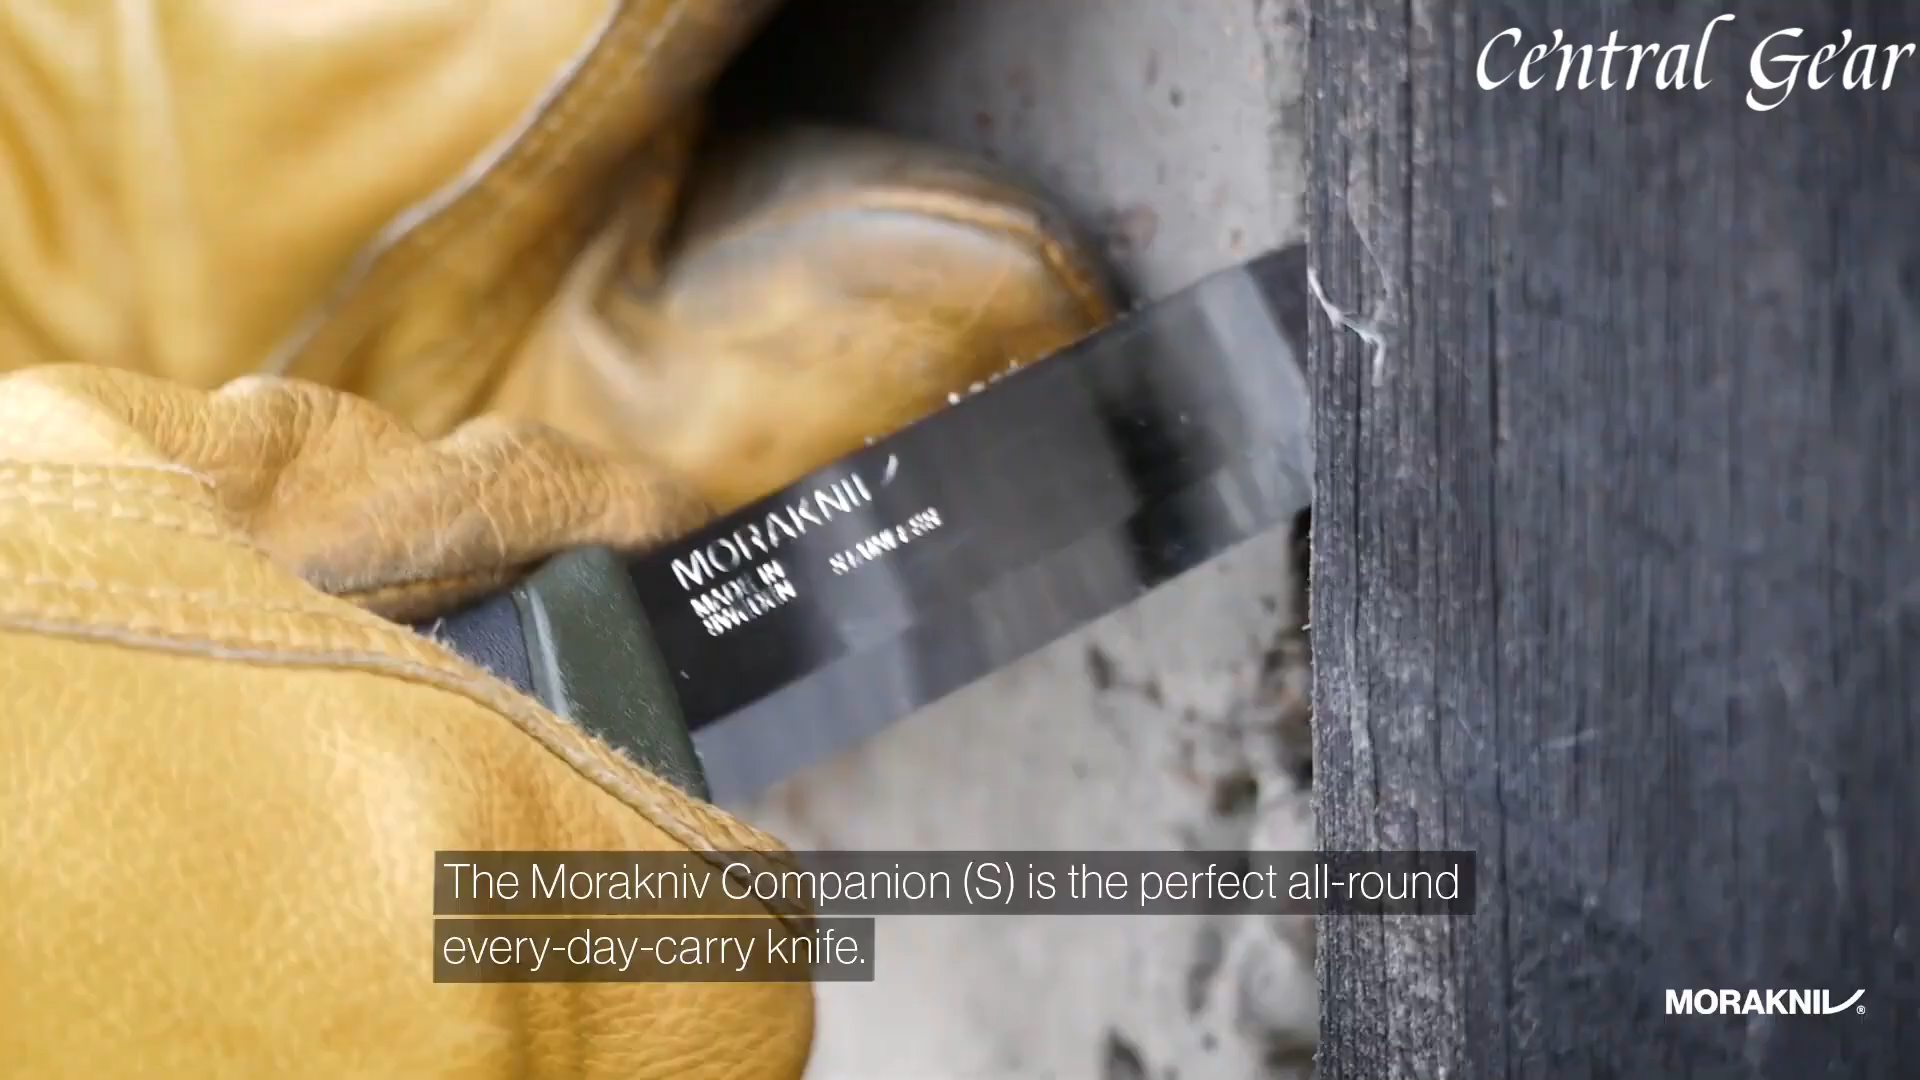 Central Gear
MORAKNIV
MADE IN
SWEDEN
STAINLESS
The Morakniv Companion (S) is the perfect all-round
every-day-carry knife.
MORAKNIV®